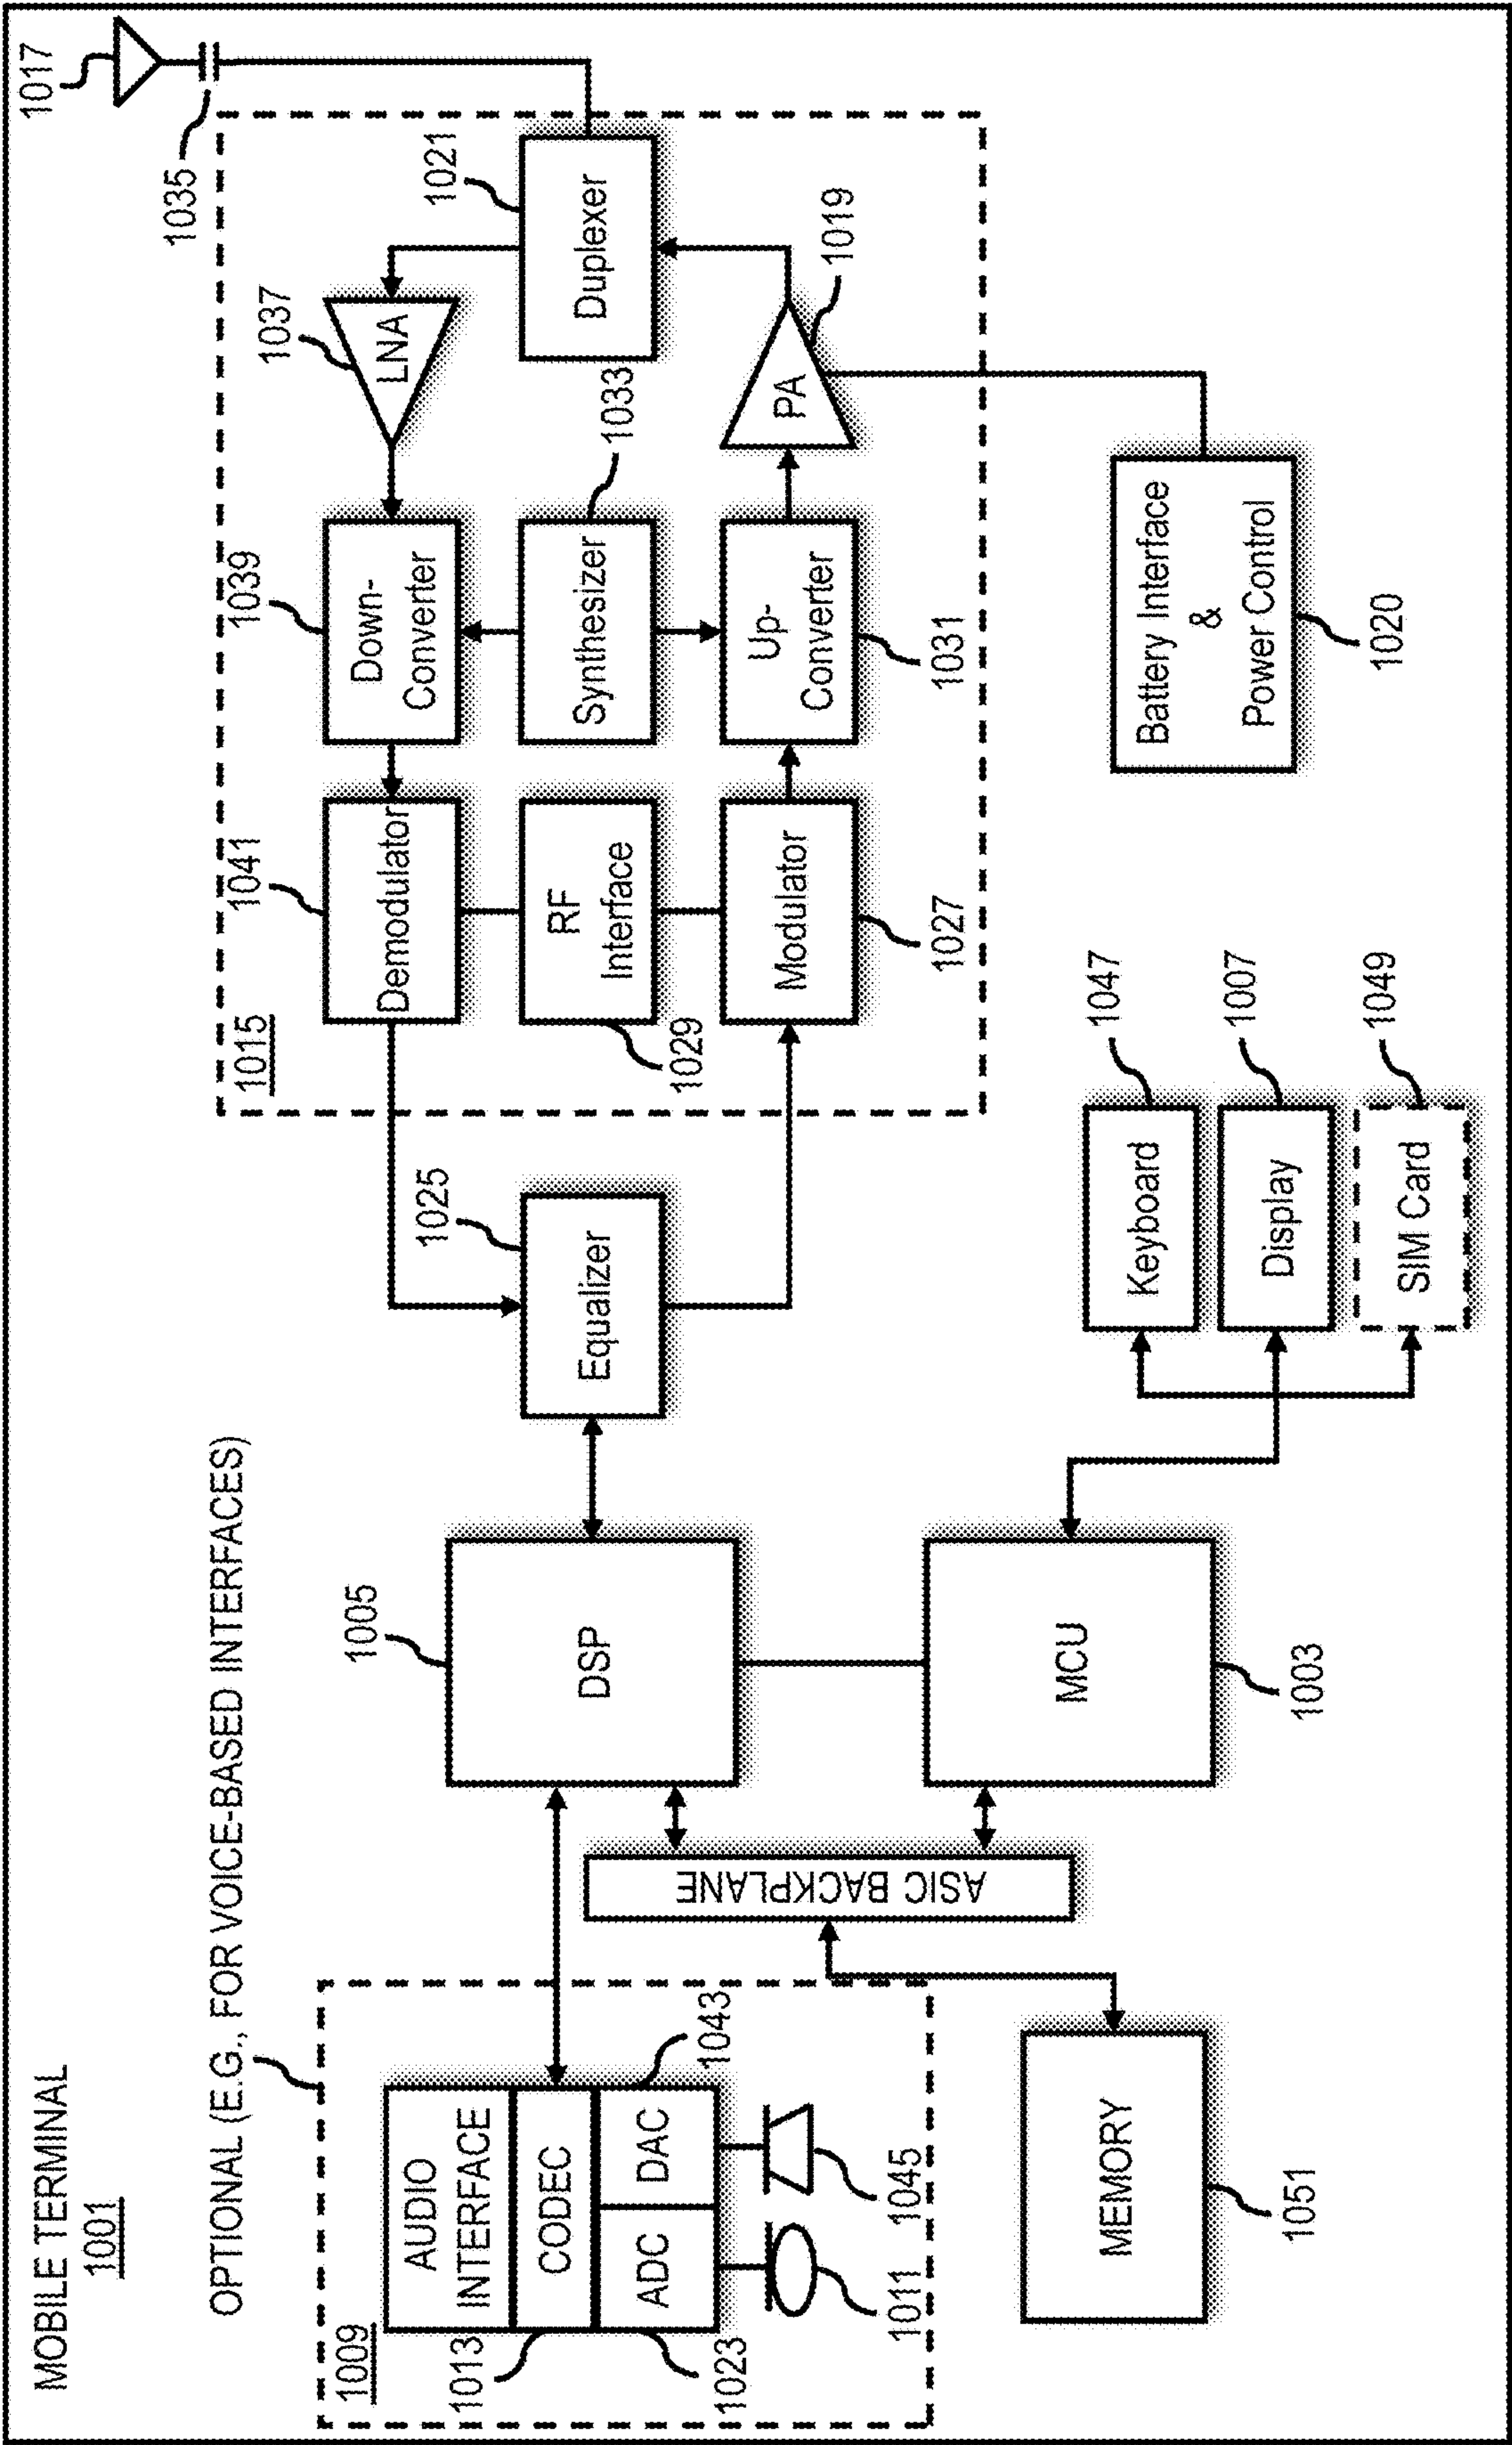 MOBILE TERMINAL
1001
OPTIONAL (E.G., FOR VOICE-BASED INTERFACES)
1009
AUDIO
INTERFACE
CODEC
ADC
DAC
1013
1023
1043
1011
1045
MEMORY
1051
ASIC BACKPLANE
DSP
1005
MCU
1003
Equalizer
1025
Keyboard
1047
Display
1007
SIM Card
1049
1015
Demodulator
1041
RF
Interface
1029
Modulator
1027
Down-
Converter
1039
Synthesizer
1033
Up-
Converter
1031
LNA
1037
PA
1019
Duplexer
1021
1035
1017
Battery Interface
&
Power Control
1020